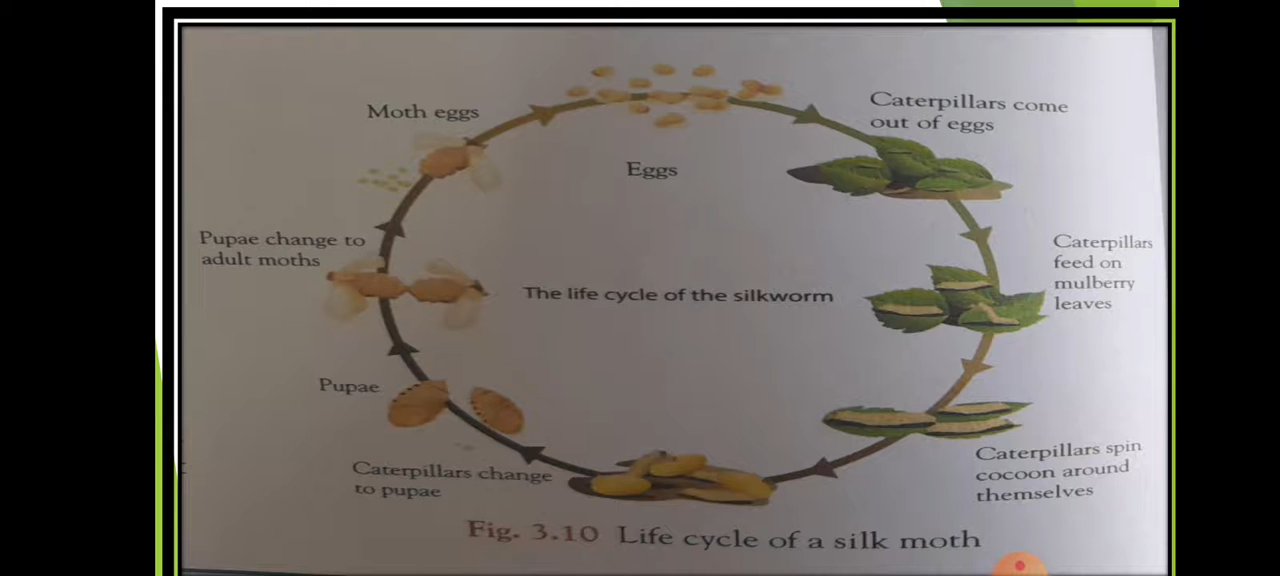 Moth eggs
Caterpillars come
out of eggs
Eggs
Pupae change to
adult moths
Caterpillars
feed on
mulberry
leaves
The life cycle of the silkworm
Pupae
Caterpillars change
to pupae
Caterpillars spin
cocoon around
themselves
Fig. 3.10 Life cycle of a silk moth